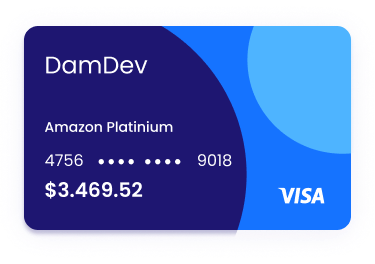 DamDev
Amazon Platinium
4756 •••• •••• 9018
$3.469.52
VISA